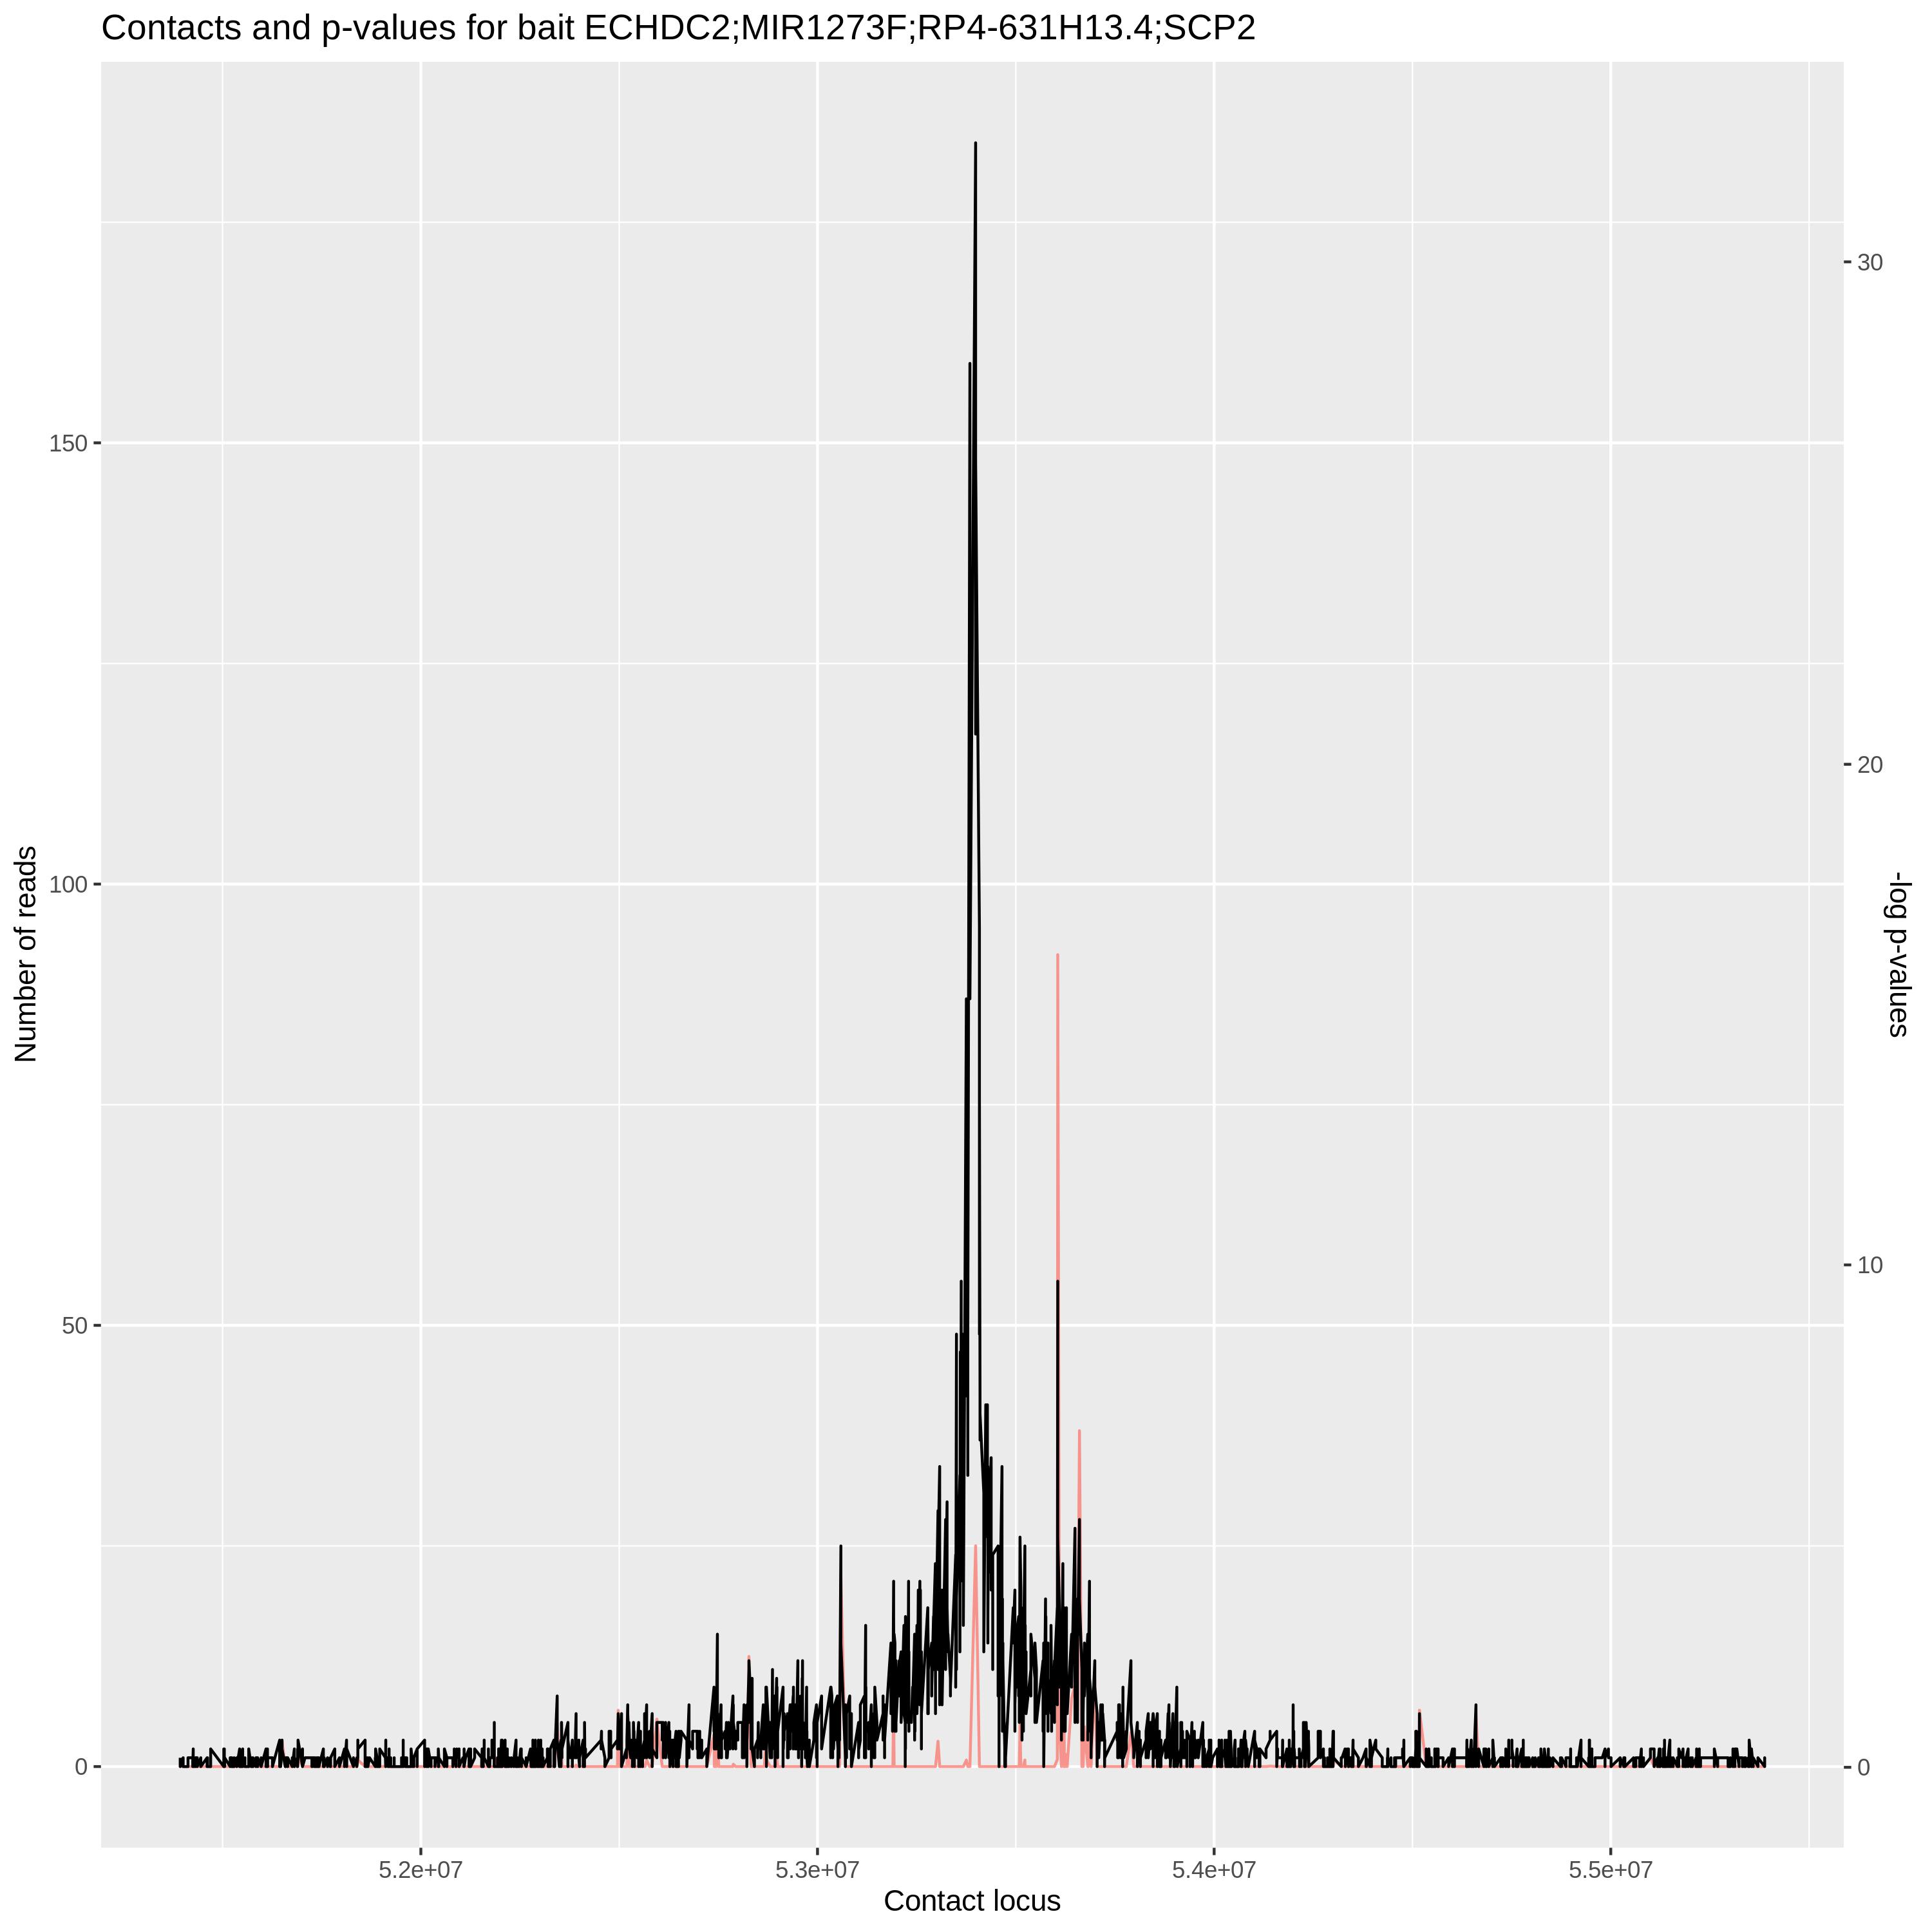 Contacts and p-values for bait ECHDC2;MIR1273F;RP4-631H13.4;SCP2
Number of reads
150
100
50
0
30
20
10
0
-log p-values
5.2e+07 5.3e+07 5.4e+07 5.5e+07
Contact locus